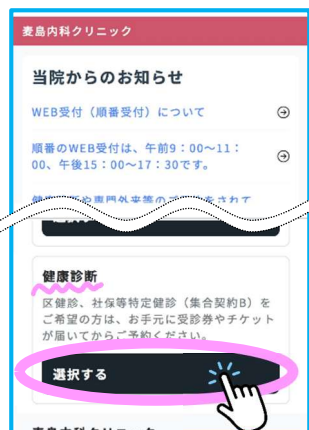 麦島内科クリニック
当院からのお知らせ
WEB受付（順番受付）について
順番のWEB受付は、午前9：00〜11：
00、午後15：00〜17：30です。
健康診断
区健診、社保等特定健診（集合契約B）を
ご希望の方は、お手元に受診券やチケット
が届いてからご予約ください。
選択する